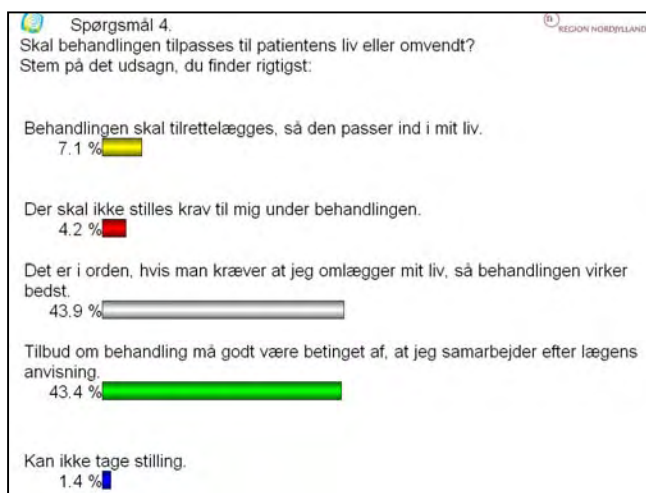 Spørgsmål 4.
REGION NORDJYLLAND
Skal behandlingen tilpasses til patientens liv eller omvendt?
Stem på det udsagn, du finder rigtigst:
Behandlingen skal tilrettelægges, så den passer ind i mit liv.
7.1 %
Der skal ikke stilles krav til mig under behandlingen.
4.2 %
Det er i orden, hvis man kræver at jeg omlægger mit liv, så behandlingen virker
bedst.
43.9 %
Tilbud om behandling må godt være betinget af, at jeg samarbejder efter lægens
anvisning.
43.4 %
Kan ikke tage stilling.
1.4 %